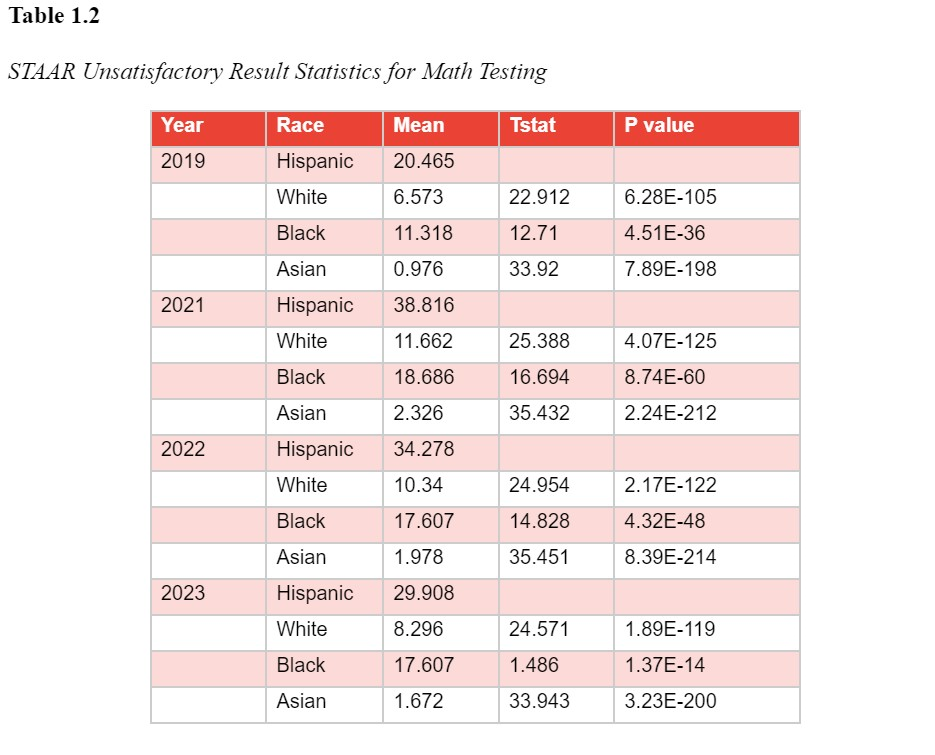 Table 1.2
STAAR Unsatisfactory Result Statistics for Math Testing
Year Race Mean Tstat P value
2019 Hispanic 20.465
White 6.573 22.912 6.28E-105
Black 11.318 12.71 4.51E-36
Asian 0.976 33.92 7.89E-198
2021 Hispanic 38.816
White 11.662 25.388 4.07E-125
Black 18.686 16.694 8.74E-60
Asian 2.326 35.432 2.24E-212
2022 Hispanic 34.278
White 10.34 24.954 2.17E-122
Black 17.607 14.828 4.32E-48
Asian 1.978 35.451 8.39E-214
2023 Hispanic 29.908
White 8.296 24.571 1.89E-119
Black 17.607 1.486 1.37E-14
Asian 1.672 33.943 3.23E-200